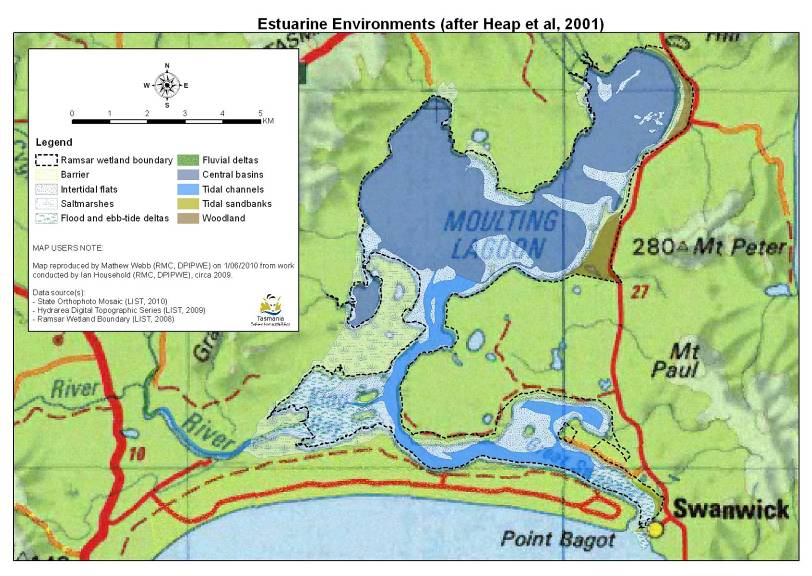 Estuarine Environments (after Heap et al, 2001)
N
W E
S
0 1 2 3 4 5
KM
Legend
Ramsar wetland boundary
Barrier
Intertidal flats
Saltmarshes
Flood and ebb-tide deltas
Fluvial deltas
Central basins
Tidal channels
Tidal sandbanks
Woodland
MAP USERS NOTE:
Map reproduced by Mathew Webb (RMC, DPIPWE) on 1/06/2010 from work
conducted by Ian Household (RMC, DPIPWE), circa 2009.
Data source(s):
- State Orthophoto Mosaic (LIST, 2010)
- Hydrarea Digital Topographic Series (LIST, 2009)
- Ramsar Wetland Boundary (LIST, 2008)
Tasmania
MOULTING
LAGOON
280 Mt Peter
27
Mt
Paul
Gra
River
River
10
Swanwick
Point Bagot